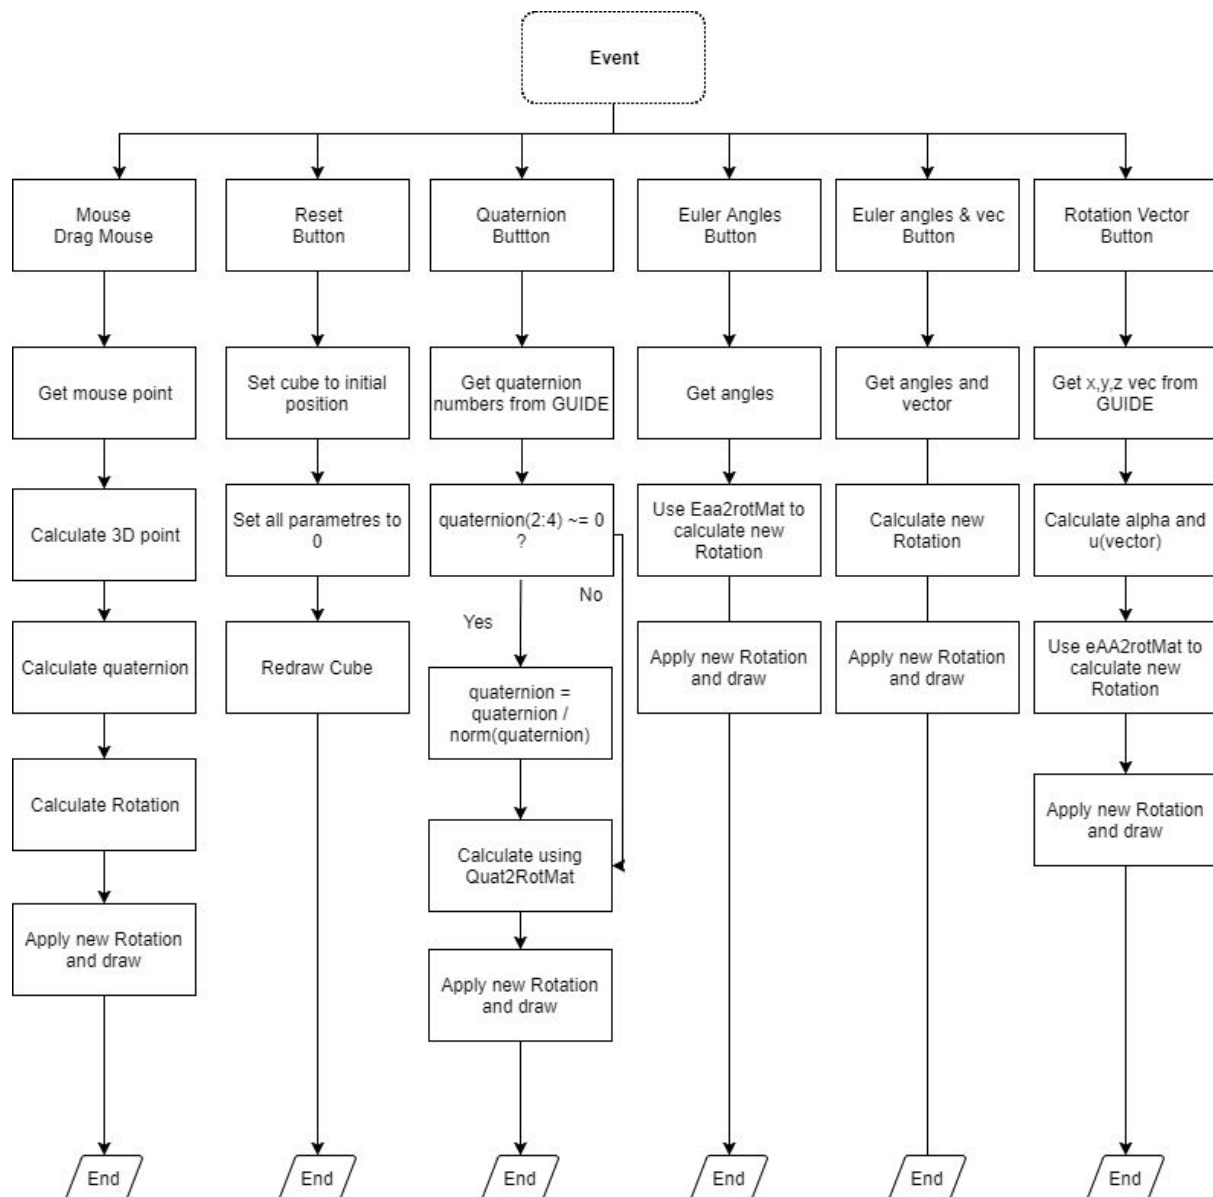 Event
Mouse
Drag Mouse
Reset
Button
Quaternion
Buttton
Euler Angles
Button
Euler angles & vec
Button
Rotation Vector
Button
Get mouse point
Set cube to initial
position
Get quaternion
numbers from GUIDE
Get angles
Get angles and
vector
Get x,y,z vec from
GUIDE
Calculate 3D point
Set all parametres to
0
quaternion(2:4) ~= 0
?
Use Eaa2rotMat to
calculate new
Rotation
Calculate new
Rotation
Calculate alpha and
u(vector)
No
Yes
Calculate quaternion
Redraw Cube
quaternion =
quaternion /
norm(quaternion)
Apply new Rotation
and draw
Apply new Rotation
and draw
Use eAA2rotMat to
calculate new
Rotation
Calculate Rotation
Calculate using
Quat2RotMat
Apply new Rotation
and draw
Apply new Rotation
and draw
Apply new Rotation
and draw
End
End
End
End
End
End